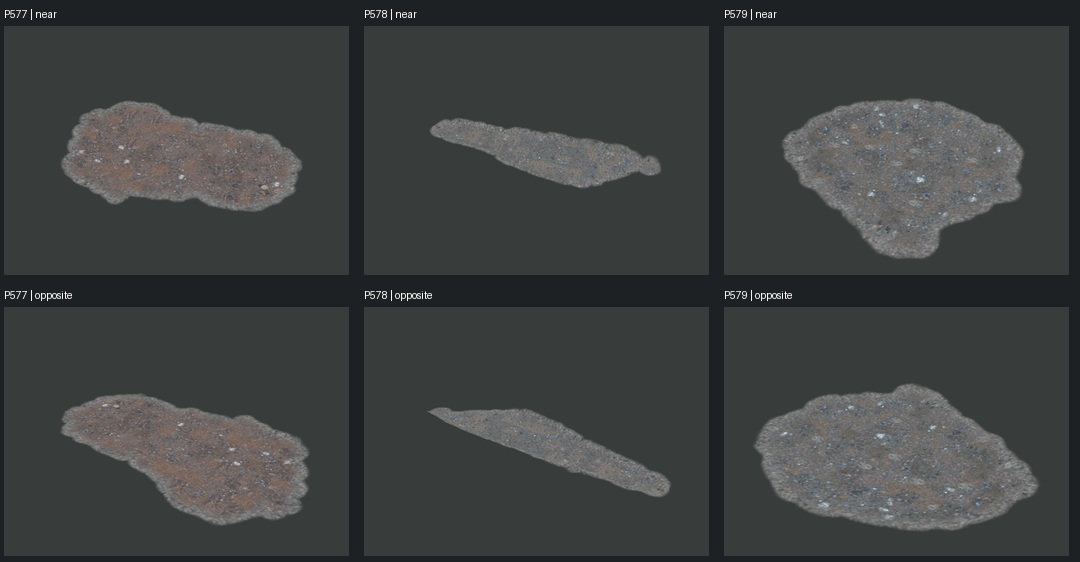 P577 | near
P578 | near
P579 | near
P577 | opposite
P578 | opposite
P579 | opposite